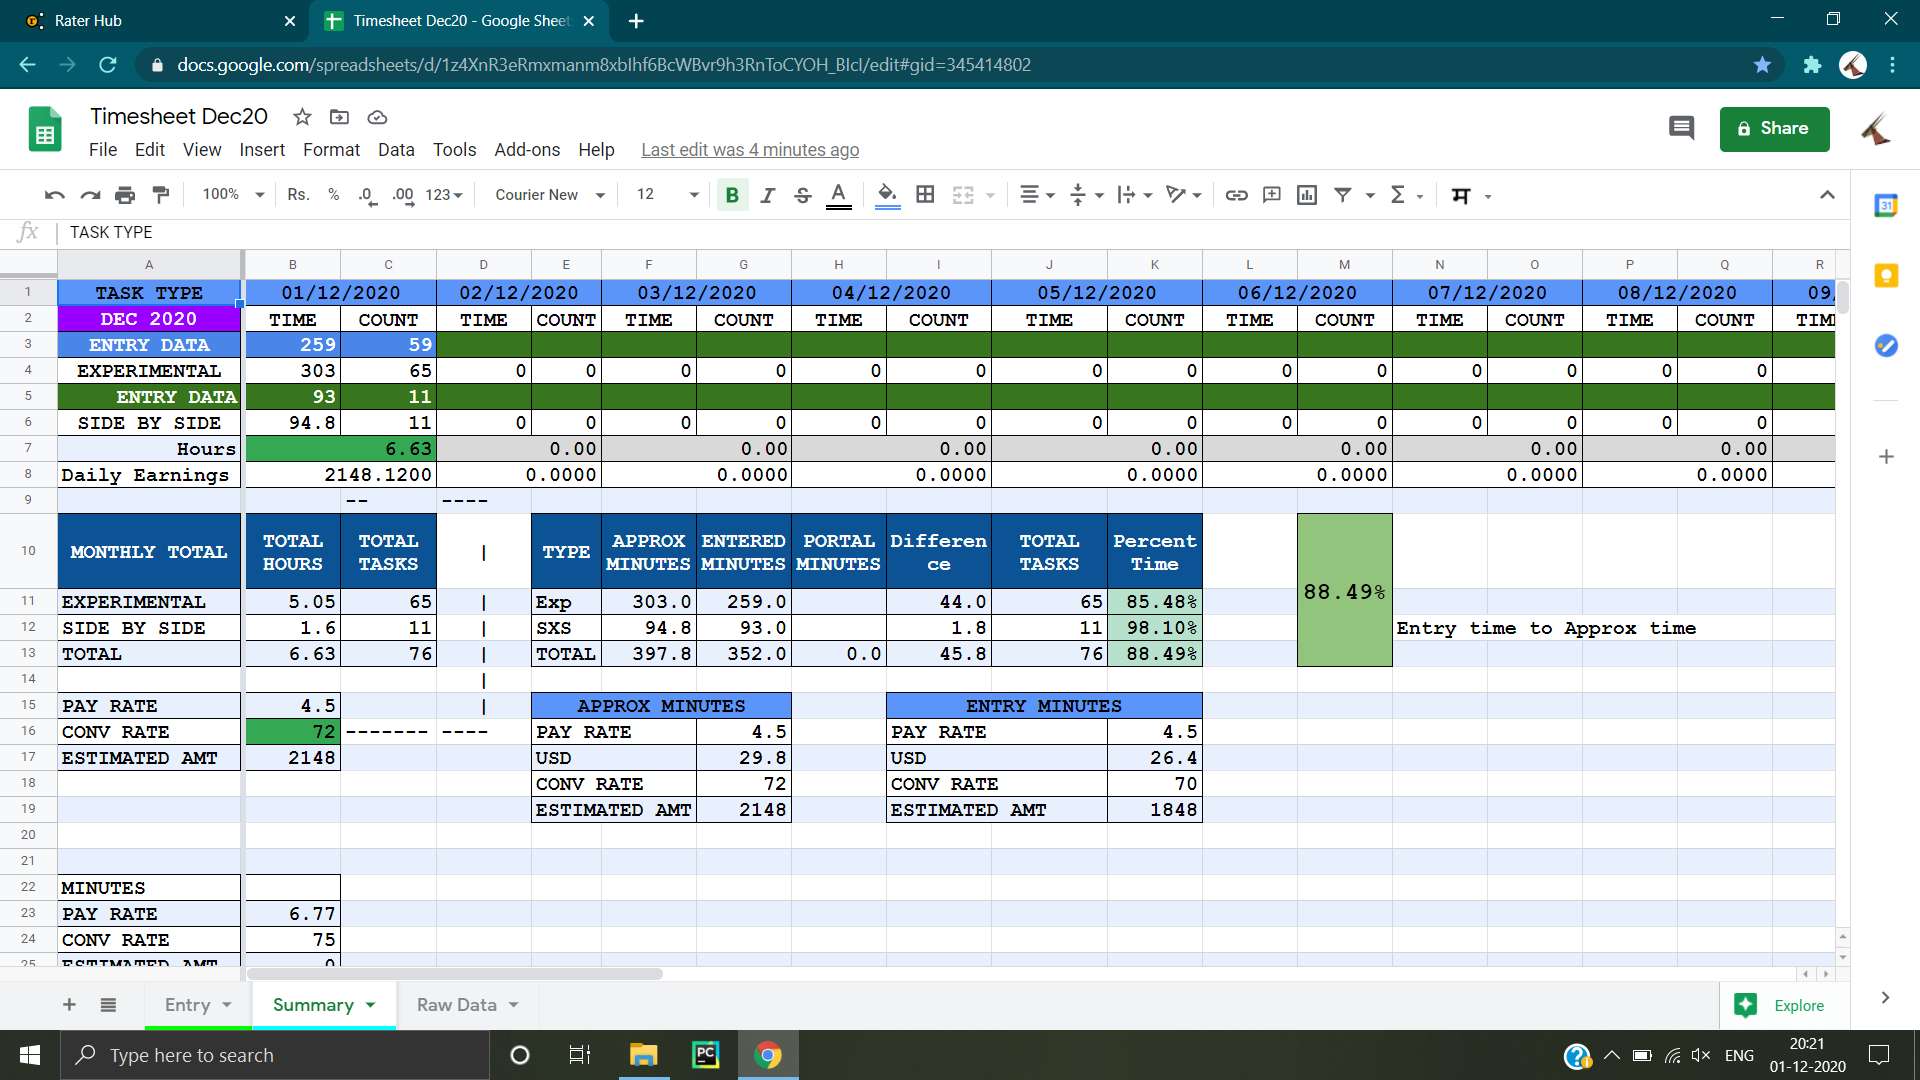 Rater Hub
Timesheet Dec20 - Google Sheet
docs.google.com/spreadsheets/d/1z4XnR3eRmxmanm8xbIhf6BcWBvr9h3RnToCYOH_BIcI/edit#gid=345414802
Timesheet Dec20
File Edit View Insert Format Data Tools Add-ons Help Last edit was 4 minutes ago
Share
100% Rs. % .0 .00 123 Courier New 12 B I S A Σ म
fx TASK TYPE
31
A B C D E F G H I J K L M N O P Q R
1 TASK TYPE 01/12/2020 02/12/2020 03/12/2020 04/12/2020 05/12/2020 06/12/2020 07/12/2020 08/12/2020 09/
2 DEC 2020 TIME COUNT TIME COUNT TIME COUNT TIME COUNT TIME COUNT TIME COUNT TIME COUNT TIME COUNT TIM
3 ENTRY DATA 259 59
4 EXPERIMENTAL 303 65 0 0 0 0 0 0 0 0 0 0 0 0 0 0
5 ENTRY DATA 93 11
6 SIDE BY SIDE 94.8 11 0 0 0 0 0 0 0 0 0 0 0 0 0 0
7 Hours 6.63 0.00 0.00 0.00 0.00 0.00 0.00 0.00
8 Daily Earnings 2148.1200 0.0000 0.0000 0.0000 0.0000 0.0000 0.0000 0.0000
9 -- ----
10 MONTHLY TOTAL TOTAL HOURS TOTAL TASKS | TYPE APPROX MINUTES ENTERED MINUTES PORTAL MINUTES Differen ce TOTAL TASKS Percent Time 88.49%
11 EXPERIMENTAL 5.05 65 | Exp 303.0 259.0 44.0 65 85.48%
12 SIDE BY SIDE 1.6 11 | SXS 94.8 93.0 1.8 11 98.10% Entry time to Approx time
13 TOTAL 6.63 76 | TOTAL 397.8 352.0 0.0 45.8 76 88.49%
14 |
15 PAY RATE 4.5 | APPROX MINUTES ENTRY MINUTES
16 CONV RATE 72 ------- ---- PAY RATE 4.5 PAY RATE 4.5
17 ESTIMATED AMT 2148 USD 29.8 USD 26.4
18 CONV RATE 72 CONV RATE 70
19 ESTIMATED AMT 2148 ESTIMATED AMT 1848
20
21
22 MINUTES
23 PAY RATE 6.77
24 CONV RATE 75
25 ESTIMATED AMT 0
Entry Summary Raw Data Explore
Type here to search
PC
ENG
20:21
01-12-2020